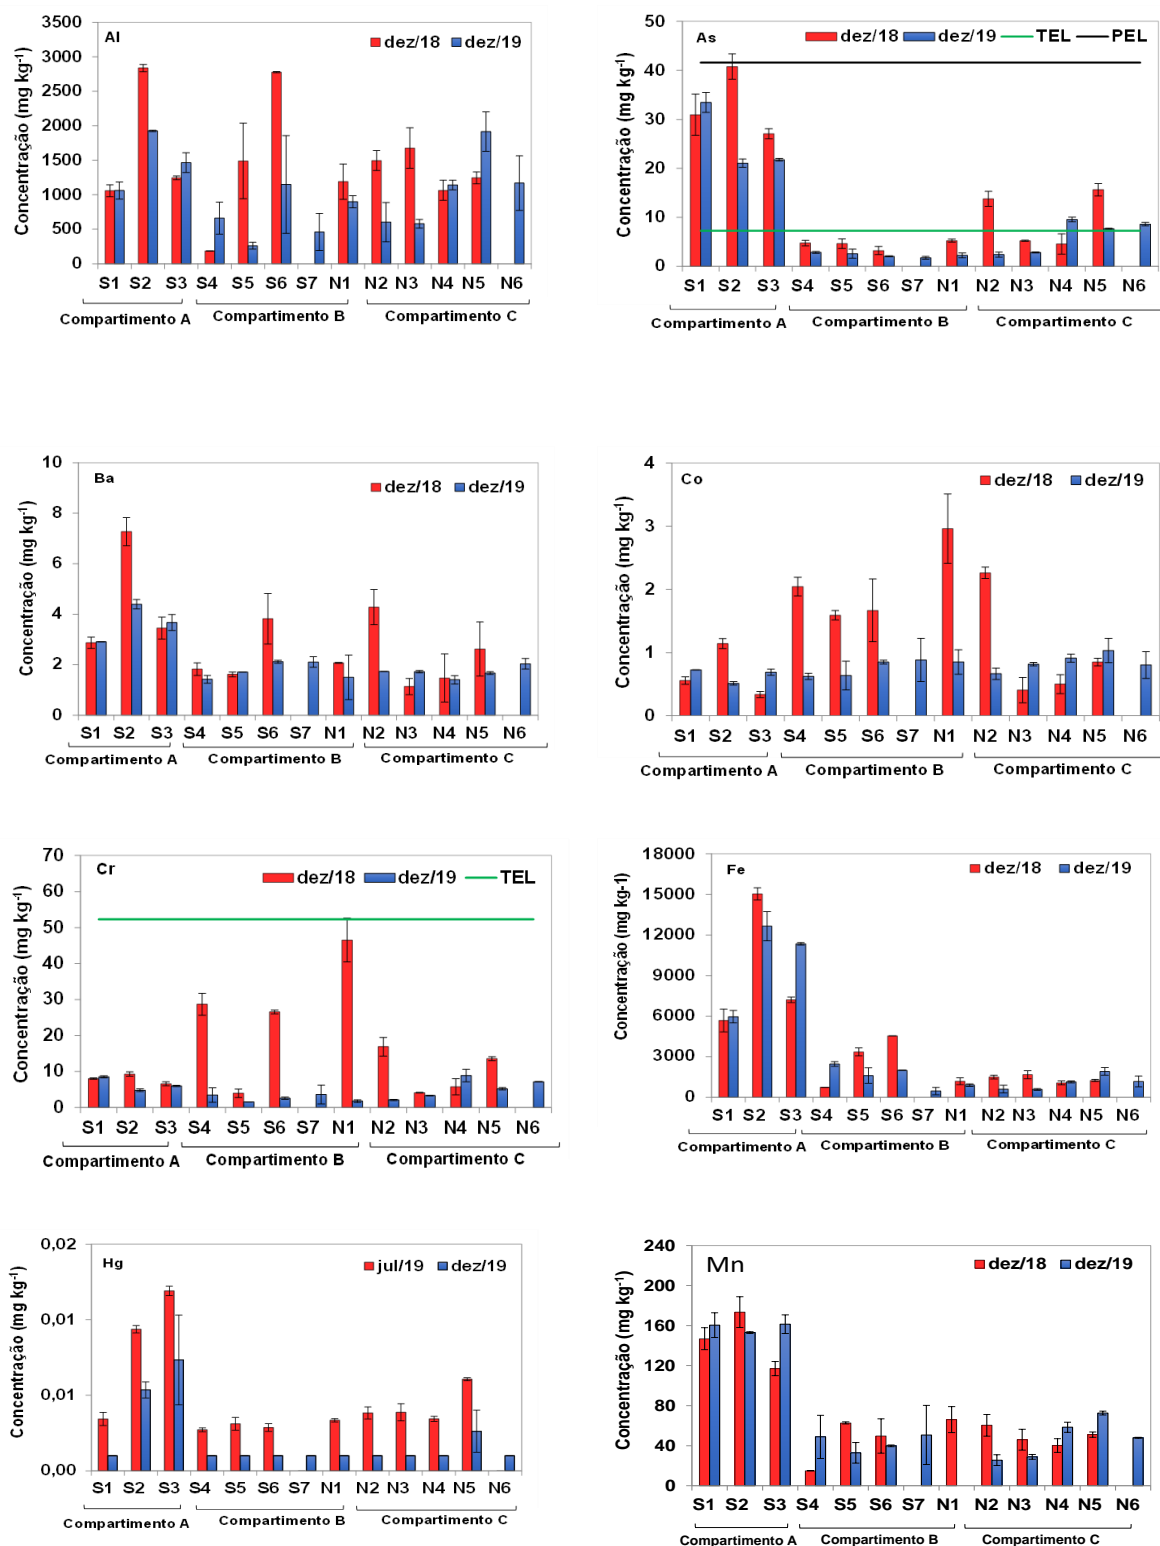 3500
3000
2500
2000
1500
1000
500
0
Concentração (mg kg-1)
Al
dez/18 dez/19
S1 S2 S3 S4 S5 S6 S7 N1 N2 N3 N4 N5 N6
Compartimento A Compartimento B Compartimento C
50
40
30
20
10
0
Concentração (mg kg-1)
As
dez/18 dez/19 TEL PEL
S1 S2 S3 S4 S5 S6 S7 N1 N2 N3 N4 N5 N6
Compartimento A Compartimento B Compartimento C
10
8
6
4
2
0
Concentração (mg kg-1)
Ba
dez/18 dez/19
S1 S2 S3 S4 S5 S6 S7 N1 N2 N3 N4 N5 N6
Compartimento A Compartimento B Compartimento C
4
3
2
1
0
Concentração (mg kg-1)
Co
dez/18 dez/19
S1 S2 S3 S4 S5 S6 S7 N1 N2 N3 N4 N5 N6
Compartimento A Compartimento B Compartimento C
70
60
50
40
30
20
10
0
Concentração (mg kg-1)
Cr
dez/18 dez/19 TEL
S1 S2 S3 S4 S5 S6 S7 N1 N2 N3 N4 N5 N6
Compartimento A Compartimento B Compartimento C
18000
15000
12000
9000
6000
3000
0
Concentração (mg kg-1)
Fe
dez/18 dez/19
S1 S2 S3 S4 S5 S6 S7 N1 N2 N3 N4 N5 N6
Compartimento A Compartimento B Compartimento C
0,02
0,01
0,01
0,00
Concentração (mg kg-1)
Hg
jul/19 dez/19
S1 S2 S3 S4 S5 S6 S7 N1 N2 N3 N4 N5 N6
Compartimento A Compartimento B Compartimento C
240
200
160
120
80
40
0
Concentração (mg kg-1)
Mn
dez/18 dez/19
S1 S2 S3 S4 S5 S6 S7 N1 N2 N3 N4 N5 N6
Compartimento A Compartimento B Compartimento C